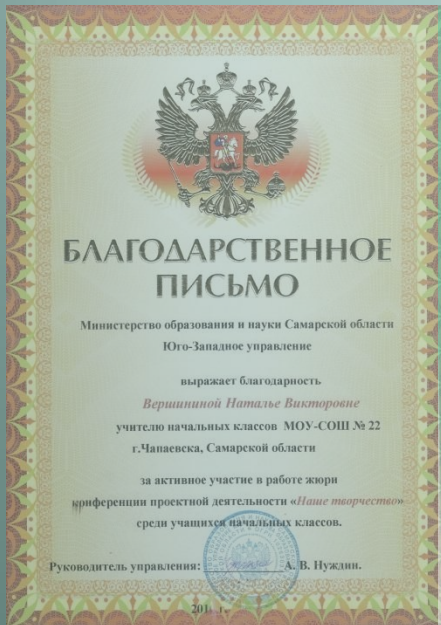 БЛАГОДАРСТВЕННОЕ
ПИСЬМО
Министерство образования и науки Самарской области
Юго-Западное управление
выражает благодарность
Вершининой Наталье Викторовне
учителю начальных классов МОУ-СОШ № 22
г.Чапаевска, Самарской области
за активное участие в работе жюри
конференции проектной деятельности «Наше творчество»
среди учащихся начальных классов.
Руководитель управления: А. В. Нуждин.